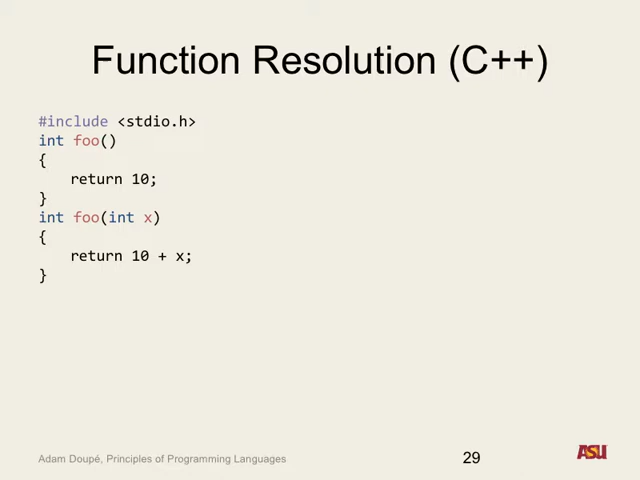 Function Resolution (C++)
#include <stdio.h>
int foo()
{
return 10;
}
int foo(int x)
{
return 10 + x;
}
Adam Doupé, Principles of Programming Languages
29
ASU